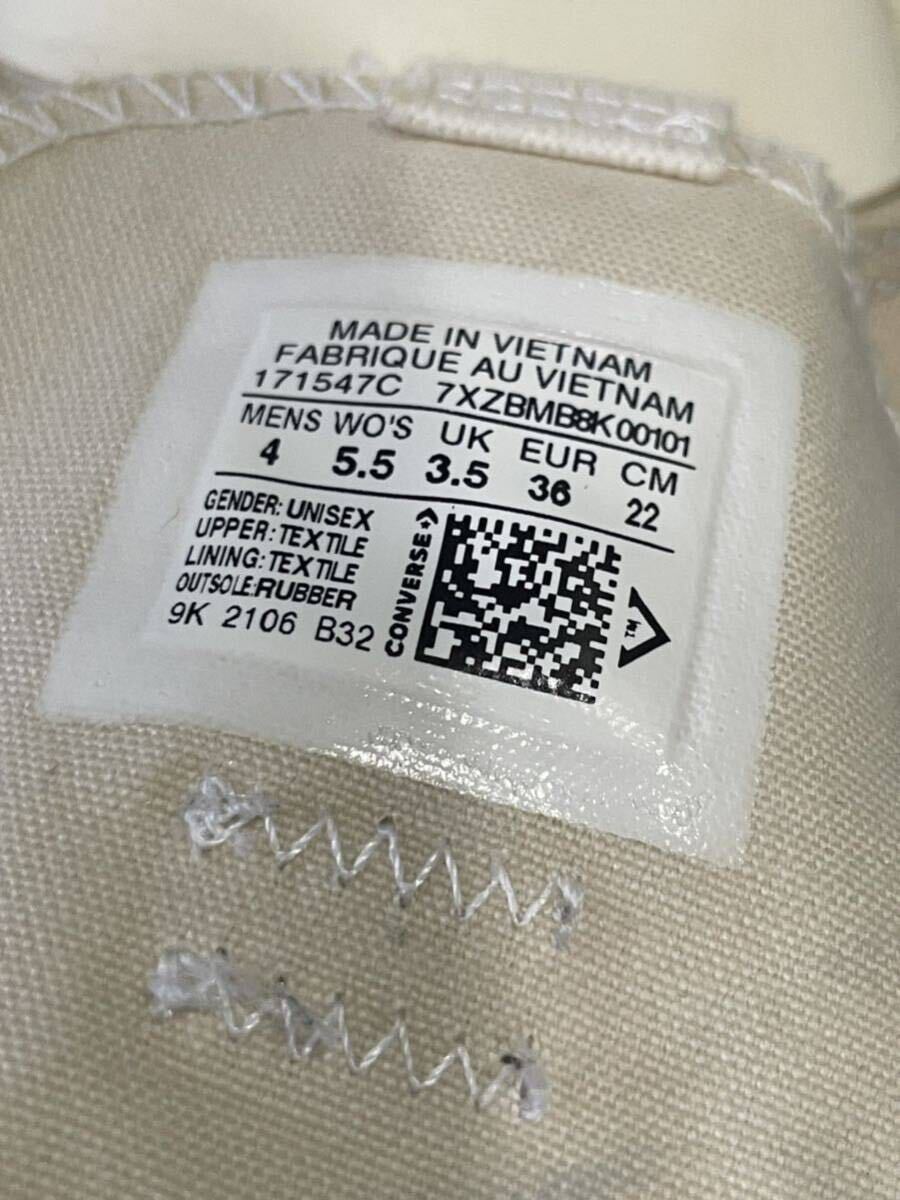 MADE IN VIETNAM
FABRIQUE AU VIETNAM
171547C 7XZBMB8K00101
MENS WO'S UK EUR CM
4 5.5 3.5 36 22
GENDER: UNISEX
UPPER: TEXTILE
LINING: TEXTILE
OUTSOLE:RUBBER
9K 2106 B32
CONVERSE
TM